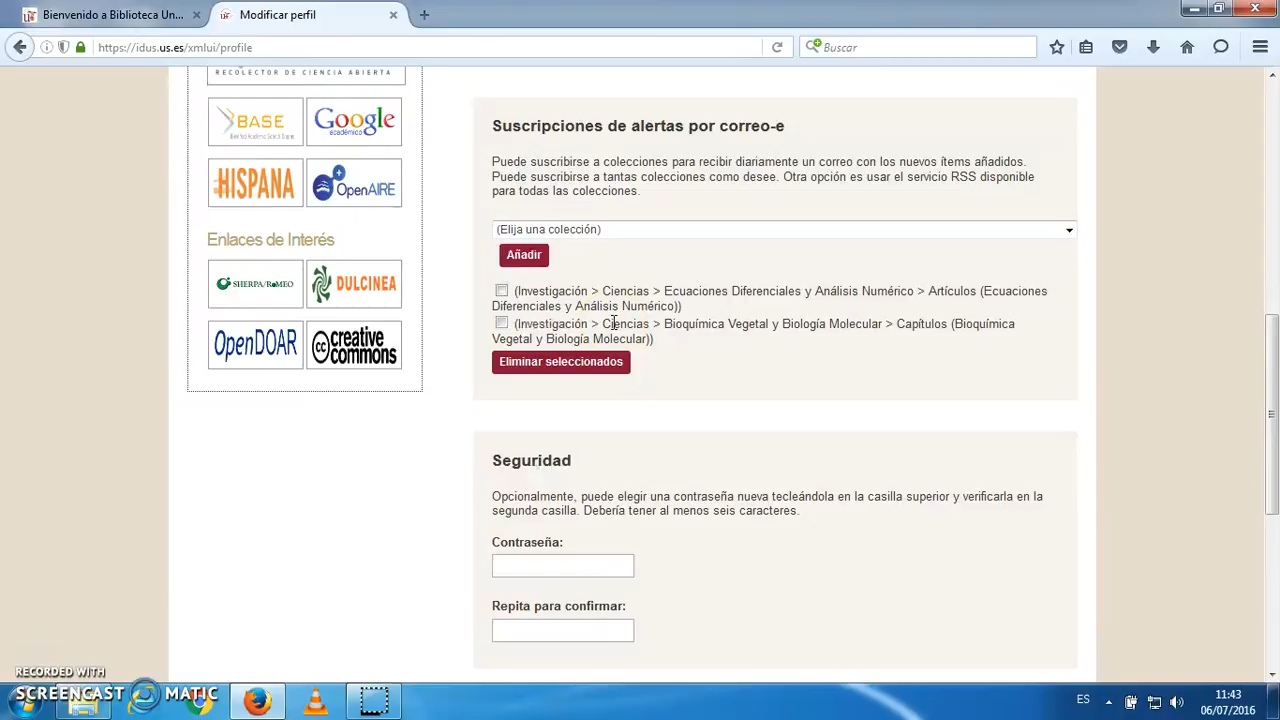 Bienvenido a Biblioteca Un...
Modificar perfil
https://idus.us.es/xmlui/profile
Buscar
RECOLECTOR DE CIENCIA ABIERTA
BASE
Google
académico
HISPANA
OpenAIRE
Enlaces de Interés
SHERPA/RoMEO
DULCINEA
OpenDOAR
creative
commons
Suscripciones de alertas por correo-e
Puede suscribirse a colecciones para recibir diariamente un correo con los nuevos ítems añadidos.
Puede suscribirse a tantas colecciones como desee. Otra opción es usar el servicio RSS disponible
para todas las colecciones.
(Elija una colección)
Añadir
(Investigación > Ciencias > Ecuaciones Diferenciales y Análisis Numérico > Artículos (Ecuaciones
Diferenciales y Análisis Numérico))
(Investigación > Ciencias > Bioquímica Vegetal y Biología Molecular > Capítulos (Bioquímica
Vegetal y Biología Molecular))
Eliminar seleccionados
Seguridad
Opcionalmente, puede elegir una contraseña nueva tecleándola en la casilla superior y verificarla en la
segunda casilla. Debería tener al menos seis caracteres.
Contraseña:
Repita para confirmar:
RECORDED WITH
SCREENCAST MATIC
ES
11:43
06/07/2016